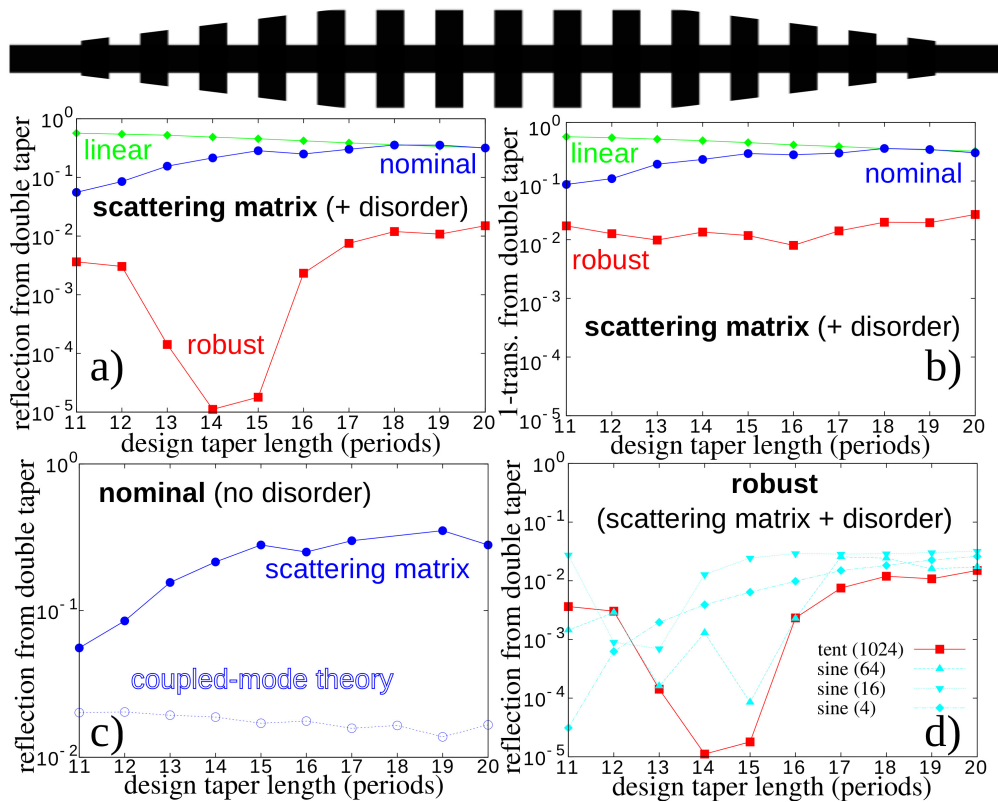 reflection from double taper
10^0
10^-1
10^-2
10^-3
10^-4
10^-5
linear
nominal
scattering matrix (+ disorder)
robust
a)
11 12 13 14 15 16 17 18 19 20
design taper length (periods)
1-trans. from double taper
10^0
10^-1
10^-2
10^-3
10^-4
10^-5
linear
nominal
robust
scattering matrix (+ disorder)
b)
11 12 13 14 15 16 17 18 19 20
design taper length (periods)
reflection from double taper
10^0
10^-1
10^-2
nominal (no disorder)
scattering matrix
coupled-mode theory
c)
11 12 13 14 15 16 17 18 19 20
design taper length (periods)
reflection from double taper
10^0
10^-1
10^-2
10^-3
10^-4
10^-5
robust
(scattering matrix + disorder)
tent (1024)
sine (64)
sine (16)
sine (4)
d)
11 12 13 14 15 16 17 18 19 20
design taper length (periods)